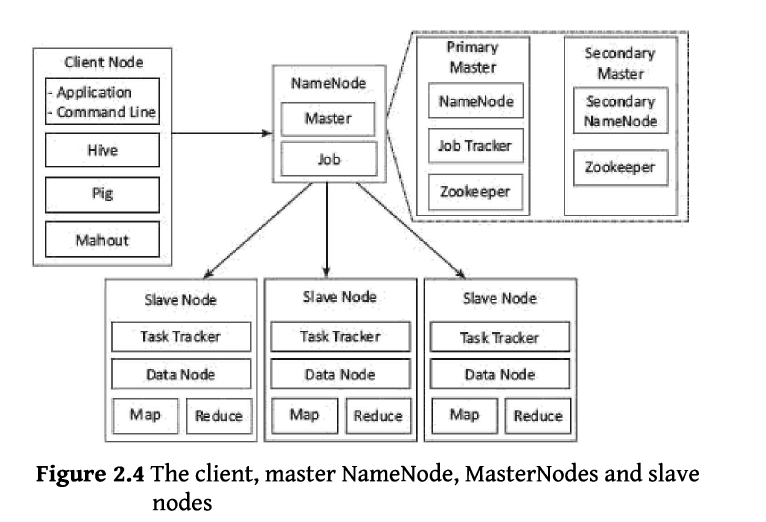 Client Node
- Application
- Command Line
Hive
Pig
Mahout
NameNode
Master
Job
Primary
Master
NameNode
Job Tracker
Zookeeper
Secondary
Master
Secondary
NameNode
Zookeeper
Slave Node
Task Tracker
Data Node
Map
Reduce
Slave Node
Task Tracker
Data Node
Map
Reduce
Slave Node
Task Tracker
Data Node
Map
Reduce
Figure 2.4 The client, master NameNode, MasterNodes and slave
nodes